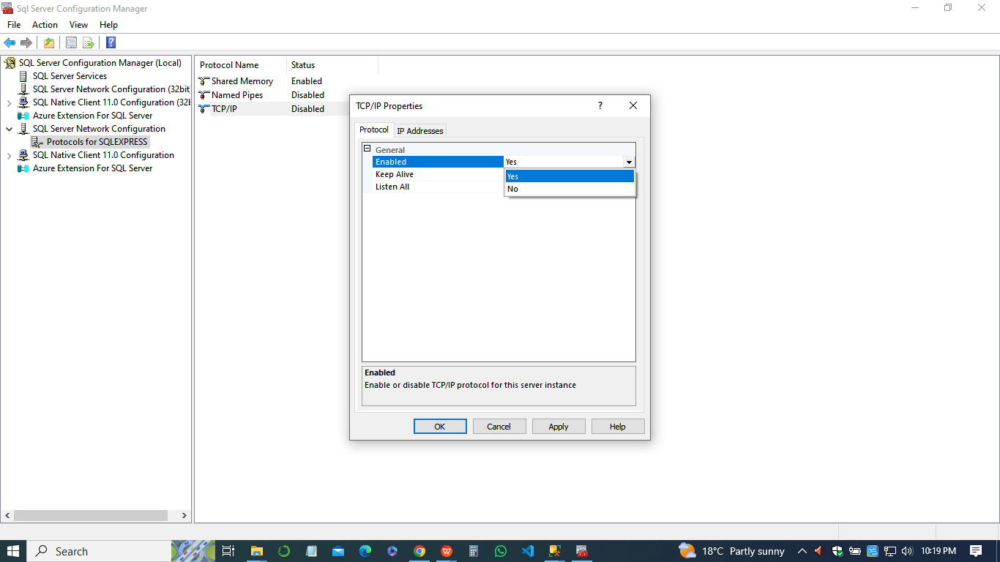 Sql Server Configuration Manager
File Action View Help
SQL Server Configuration Manager (Local)
SQL Server Services
SQL Server Network Configuration (32bit
SQL Native Client 11.0 Configuration (32b
Azure Extension For SQL Server
SQL Server Network Configuration
Protocols for SQLEXPRESS
SQL Native Client 11.0 Configuration
Azure Extension For SQL Server
Protocol Name Status
Shared Memory Enabled
Named Pipes Disabled
TCP/IP Disabled
TCP/IP Properties
Protocol IP Addresses
General
Enabled Yes
Keep Alive
Listen All
Yes
No
Enabled
Enable or disable TCP/IP protocol for this server instance
OK Cancel Apply Help
Search
18°C Partly sunny
10:19 PM